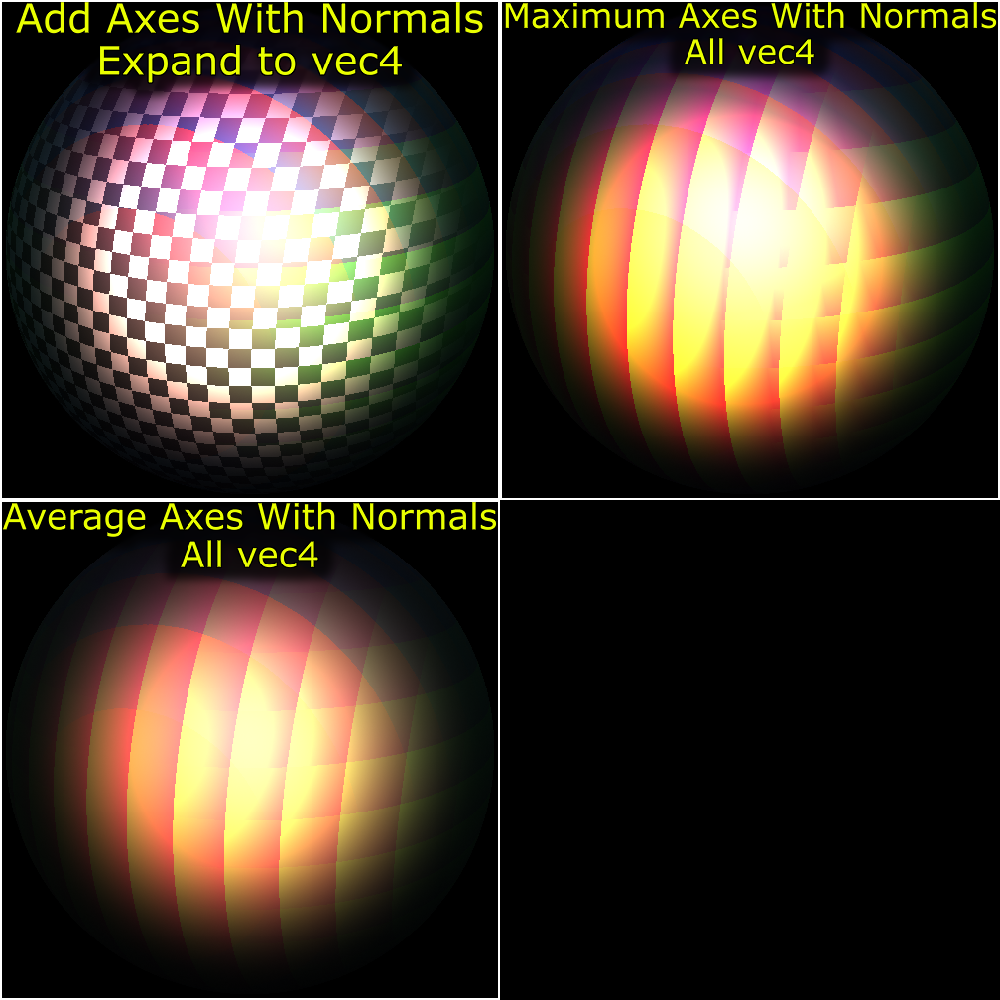 Add Axes With Normals
Expand to vec4
Maximum Axes With Normals
All vec4
Average Axes With Normals
All vec4